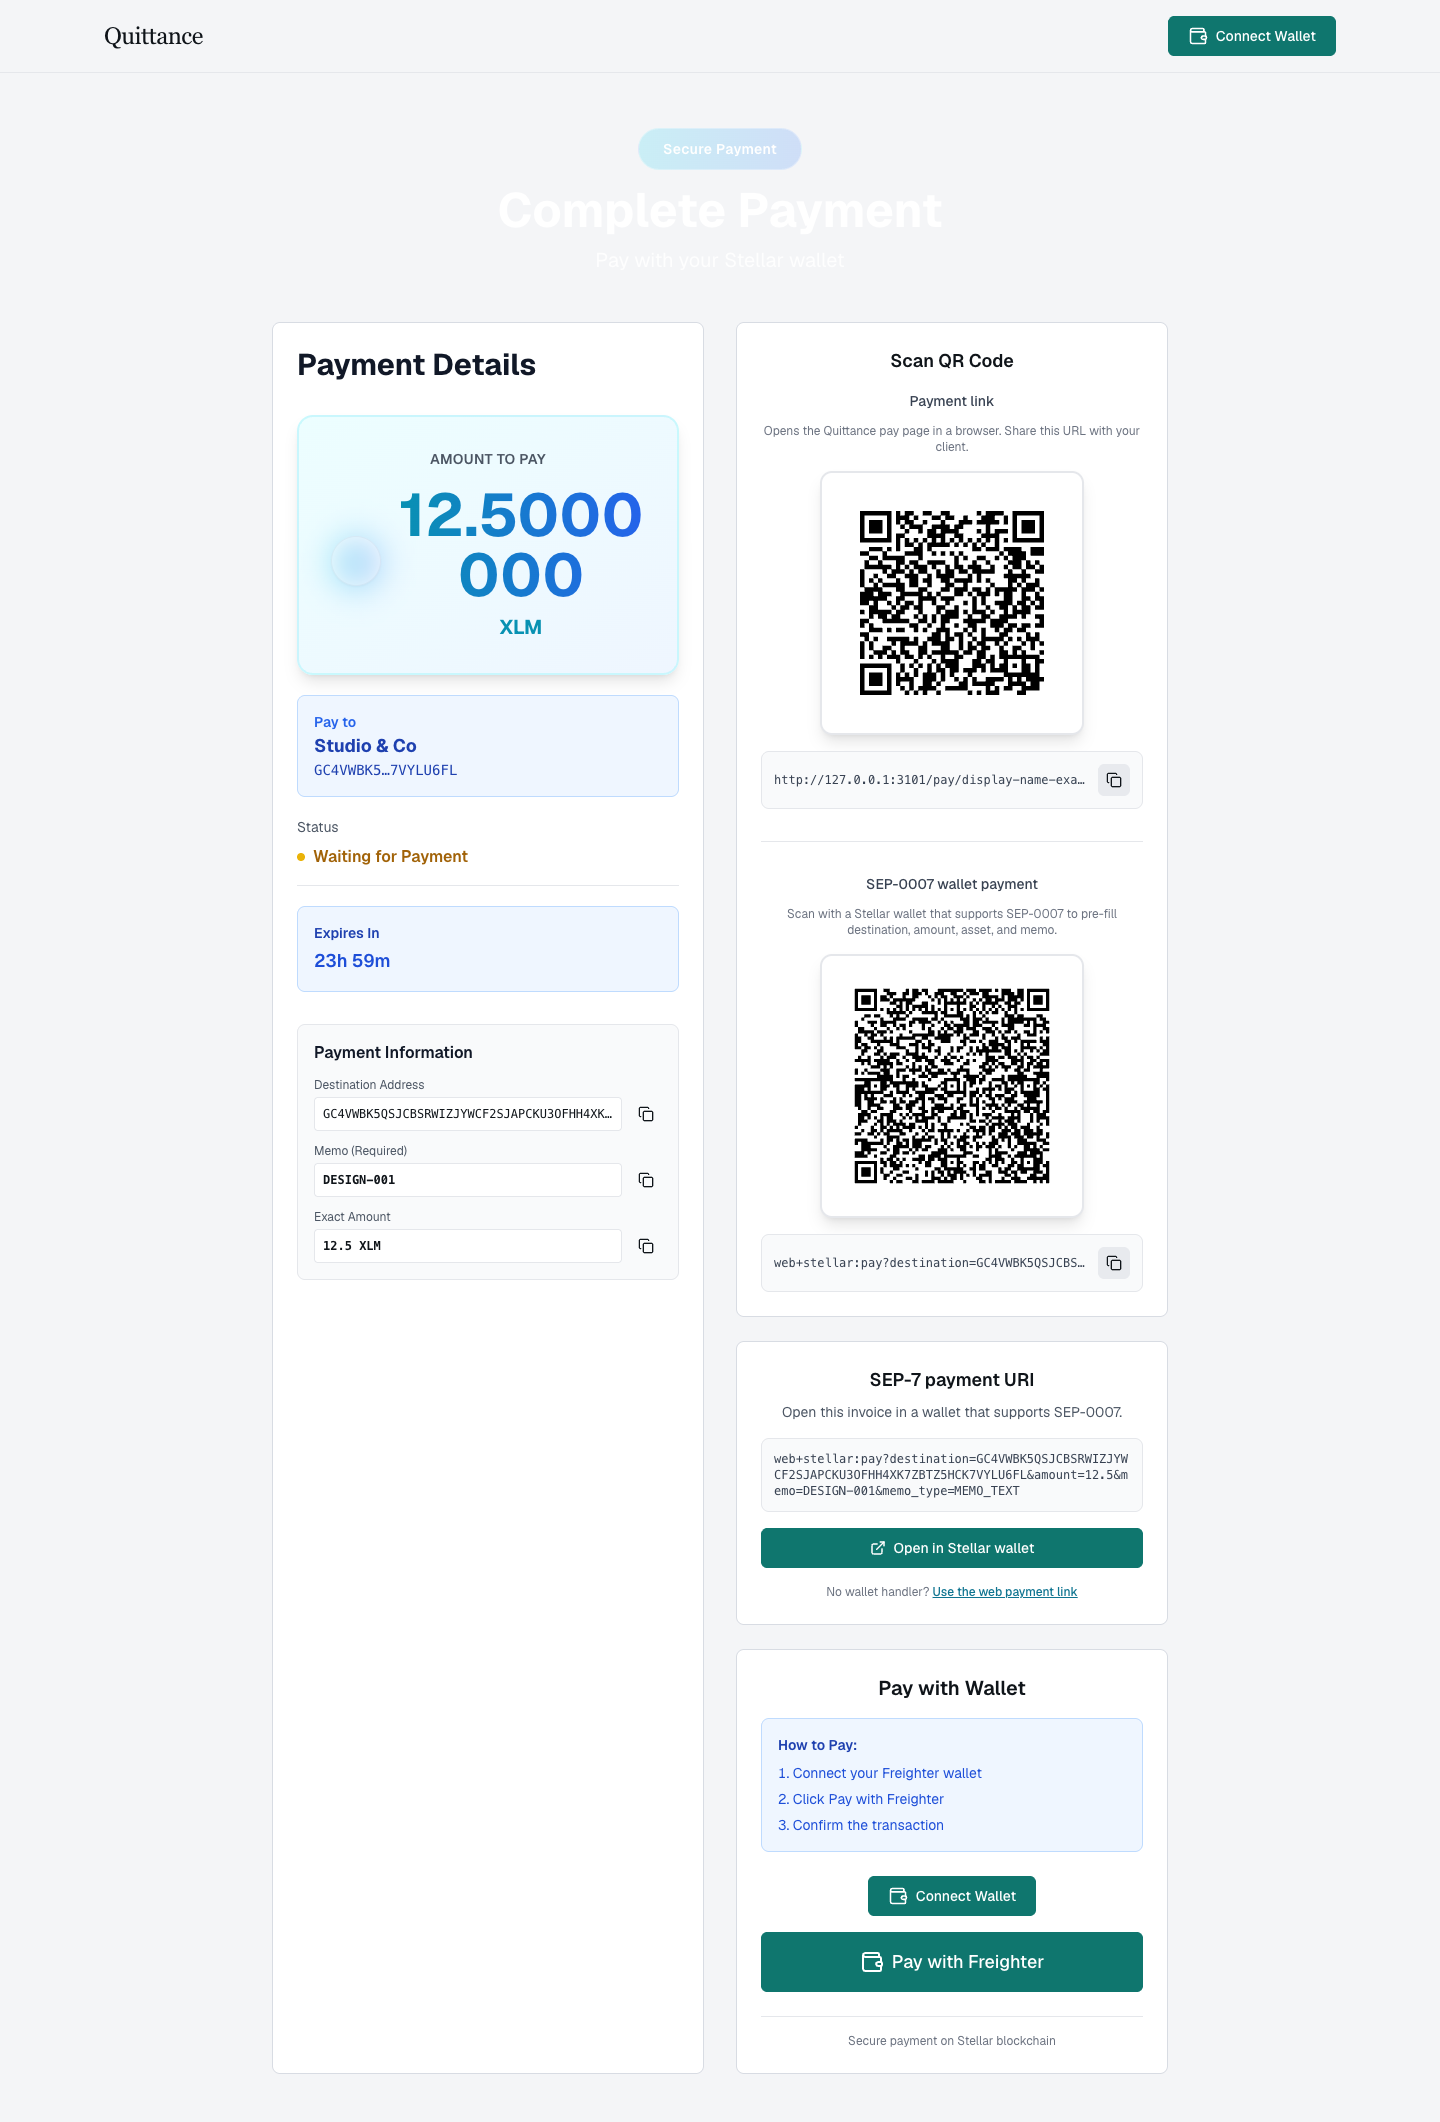 Quittance
Connect Wallet
Secure Payment
Complete Payment
Pay with your Stellar wallet
Payment Details
AMOUNT TO PAY
12.5000
000
XLM
Pay to
Studio & Co
GC4VWBK5…7VYLU6FL
Status
Waiting for Payment
Expires In
23h 59m
Payment Information
Destination Address
GC4VWBK5QSJCBSRWIZJYWCF2SJAPCKU3OFHH4XK…
Memo (Required)
DESIGN-001
Exact Amount
12.5 XLM
Scan QR Code
Payment link
Opens the Quittance pay page in a browser. Share this URL with your
client.
http://127.0.0.1:3101/pay/display-name-exa…
SEP-0007 wallet payment
Scan with a Stellar wallet that supports SEP-0007 to pre-fill
destination, amount, asset, and memo.
web+stellar:pay?destination=GC4VWBK5QSJCBS…
SEP-7 payment URI
Open this invoice in a wallet that supports SEP-0007.
web+stellar:pay?destination=GC4VWBK5QSJCBSRWIZJYW
CF2SJAPCKU3OFHH4XK7ZBTZ5HCK7VYLU6FL&amount=12.5&m
emo=DESIGN-001&memo_type=MEMO_TEXT
Open in Stellar wallet
No wallet handler? Use the web payment link
Pay with Wallet
How to Pay:
1. Connect your Freighter wallet
2. Click Pay with Freighter
3. Confirm the transaction
Connect Wallet
Pay with Freighter
Secure payment on Stellar blockchain